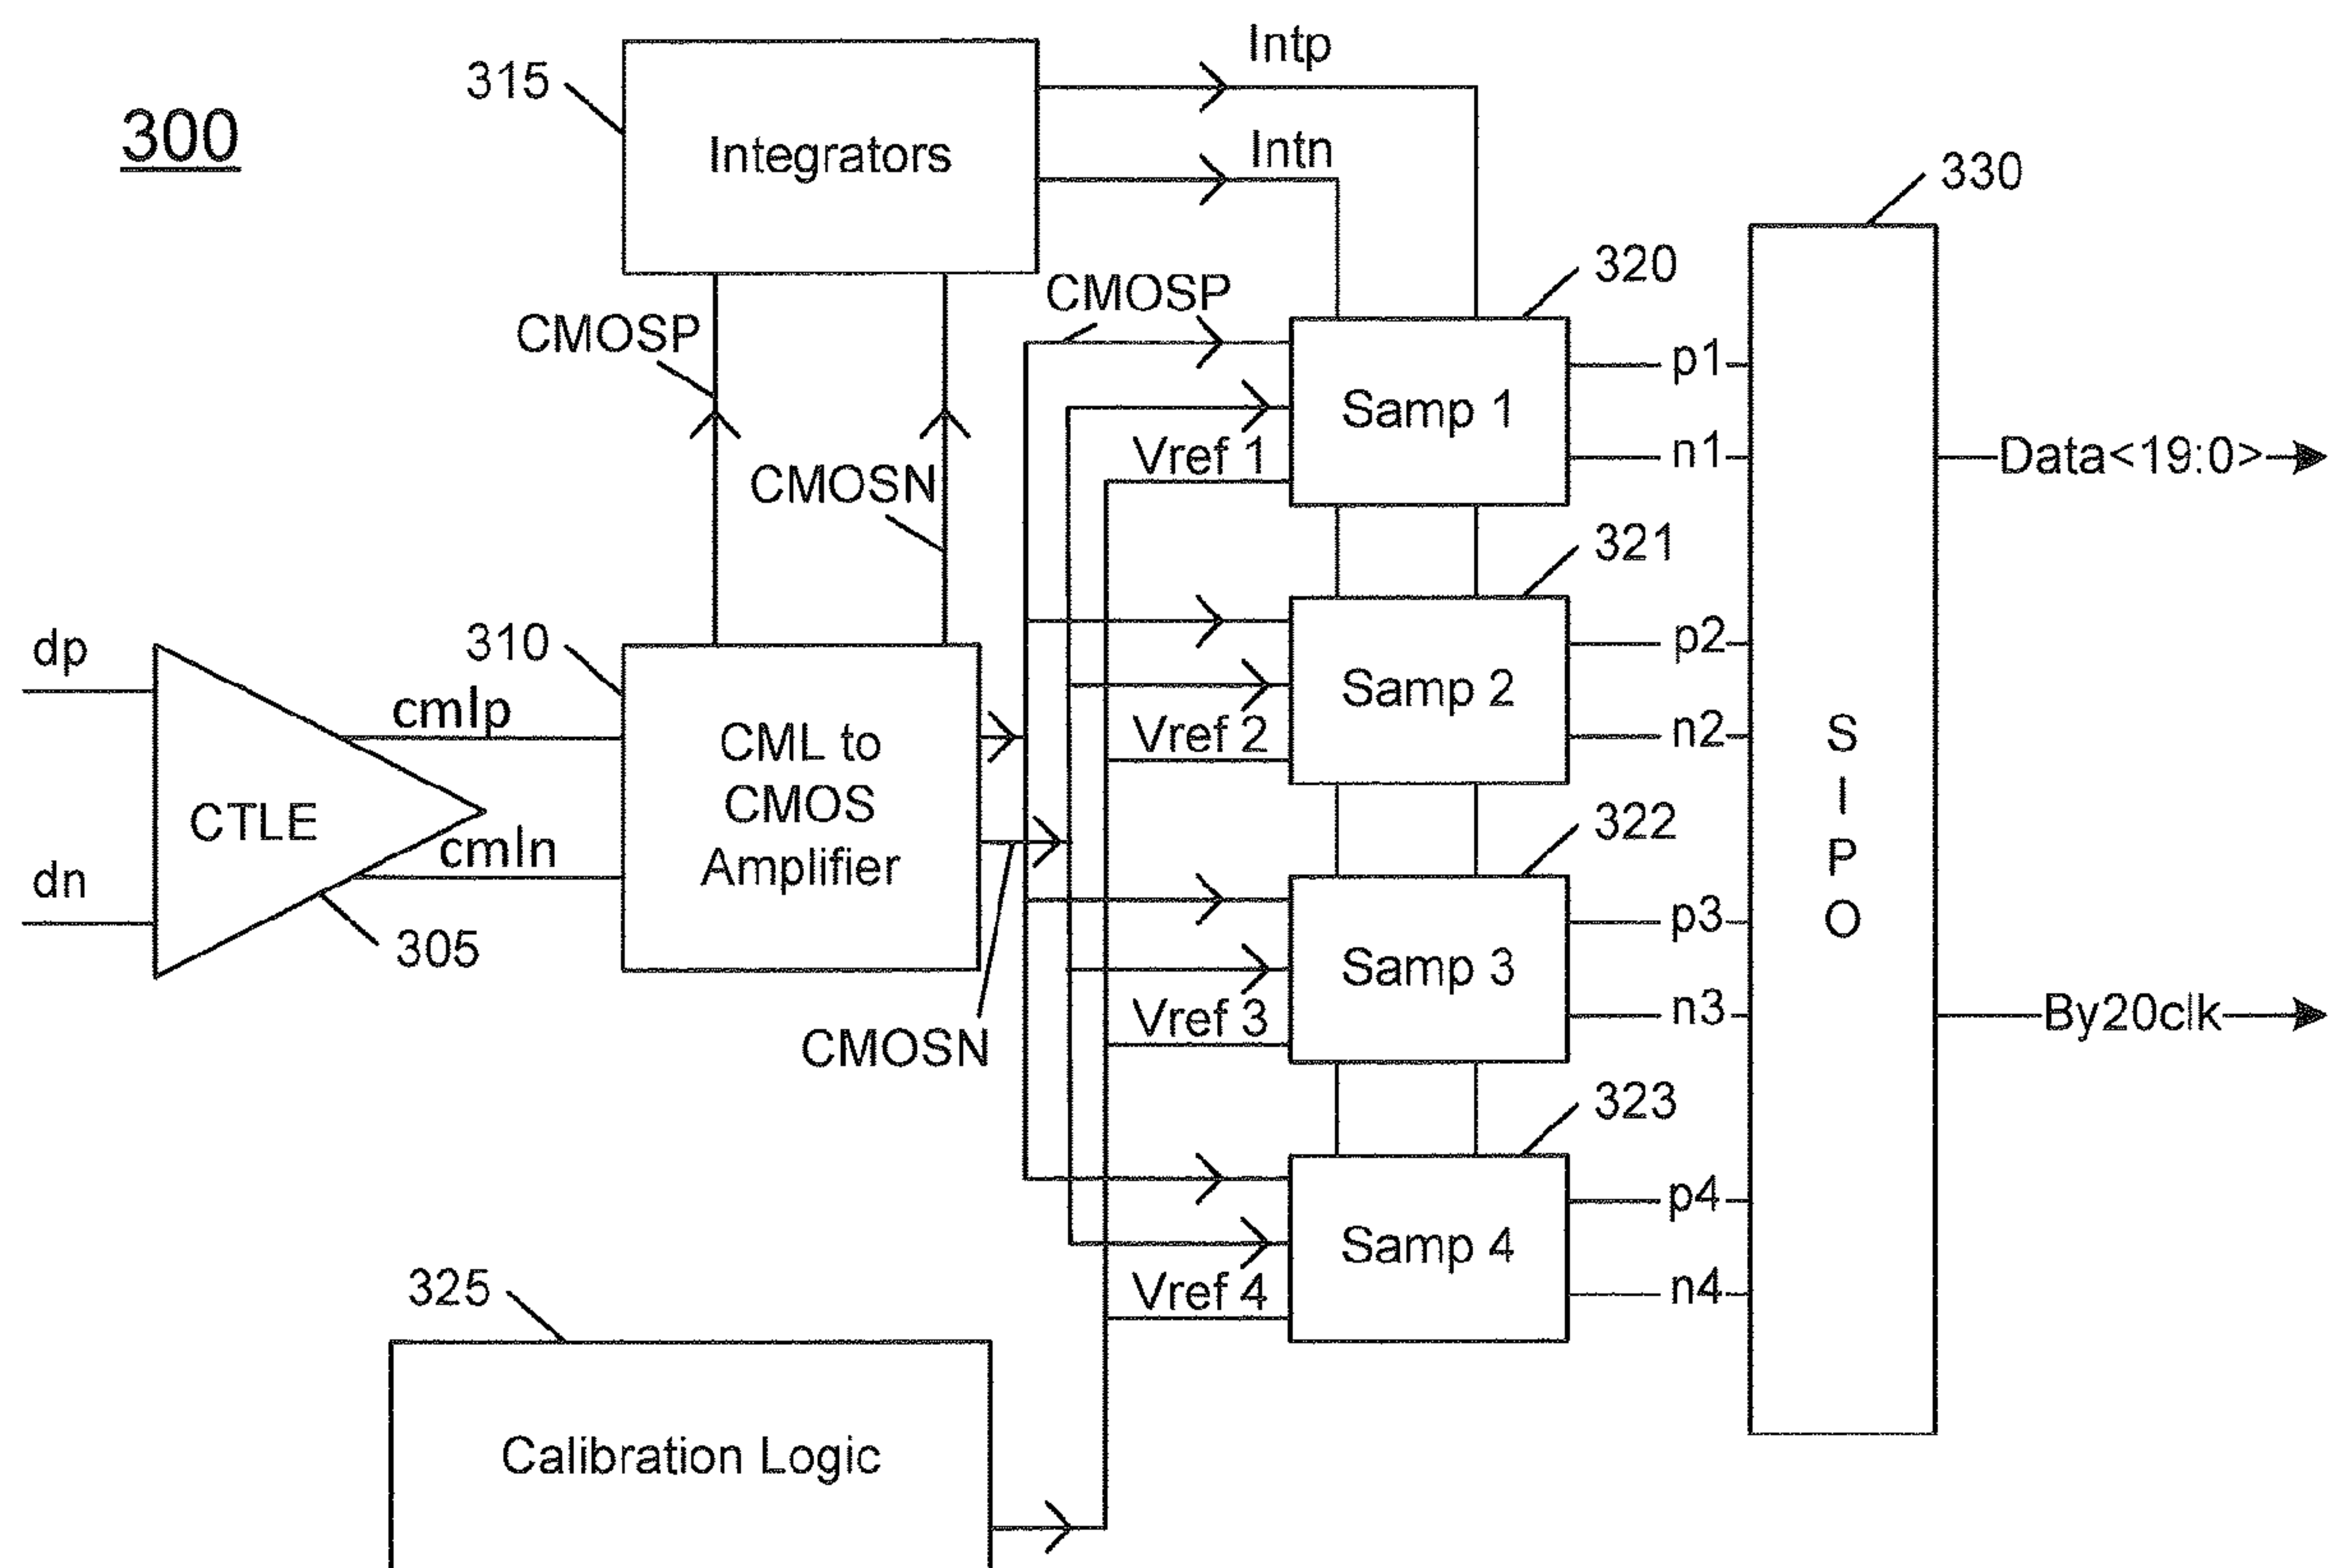 300
315
Integrators
Intp
Intn
330
320
CMOSP
CMOSP
CMOSN
Samp 1
Vref 1
p1
n1
Data<19:0>
321
Samp 2
Vref 2
p2
n2
S
I
P
O
dp
dn
CTLE
305
cmlp
cmln
310
CML to
CMOS
Amplifier
CMOSN
322
Samp 3
Vref 3
p3
n3
By20clk
323
Samp 4
Vref 4
p4
n4
325
Calibration Logic